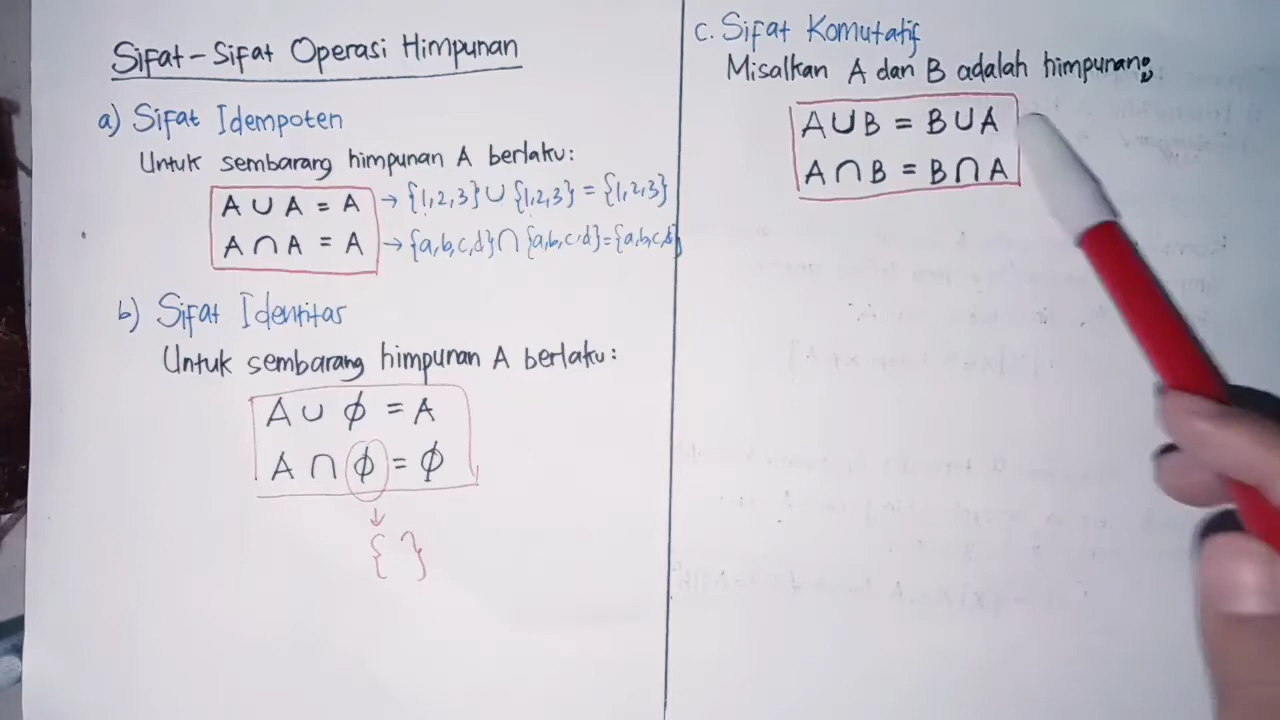 Sifat-Sifat Operasi Himpunan
a) Sifat Idempoten
Untuk sembarang himpunan A berlaku:
A ∪ A = A → {1,2,3} ∪ {1,2,3} = {1,2,3}
A ∩ A = A → {a,b,c,d} ∩ {a,b,c,d} = {a,b,c,d}
b) Sifat Identitas
Untuk sembarang himpunan A berlaku:
A ∪ ϕ = A
A ∩ ϕ = ϕ
↓
{ }
c. Sifat Komutatif
Misalkan A dan B adalah himpunan;
A ∪ B = B ∪ A
A ∩ B = B ∩ A